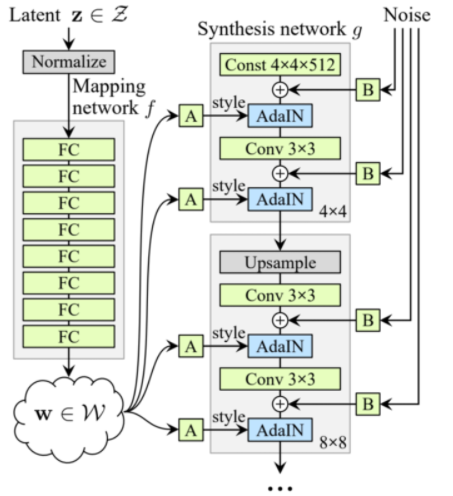 Latent z ∈ Z
Normalize
Mapping
network f
FC
FC
FC
FC
FC
FC
FC
FC
w ∈ W
Synthesis network g
Const 4×4×512
A
style
AdaIN
B
Conv 3×3
A
style
AdaIN
B
4×4
Upsample
Conv 3×3
A
style
AdaIN
B
Conv 3×3
A
style
AdaIN
B
8×8
...
Noise